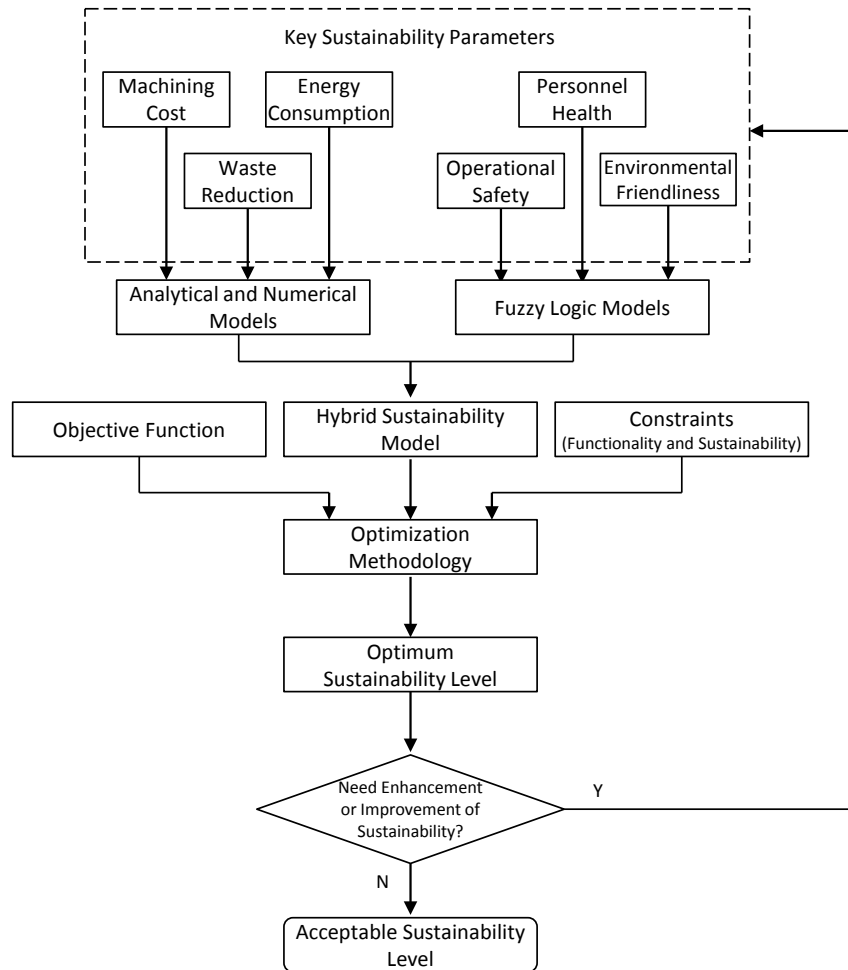 Key Sustainability Parameters
Machining
Cost
Energy
Consumption
Personnel
Health
Waste
Reduction
Operational
Safety
Environmental
Friendliness
Analytical and Numerical
Models
Fuzzy Logic Models
Objective Function
Hybrid Sustainability
Model
Constraints
(Functionality and Sustainability)
Optimization
Methodology
Optimum
Sustainability Level
Need Enhancement
or Improvement of
Sustainability?
Y
N
Acceptable Sustainability
Level